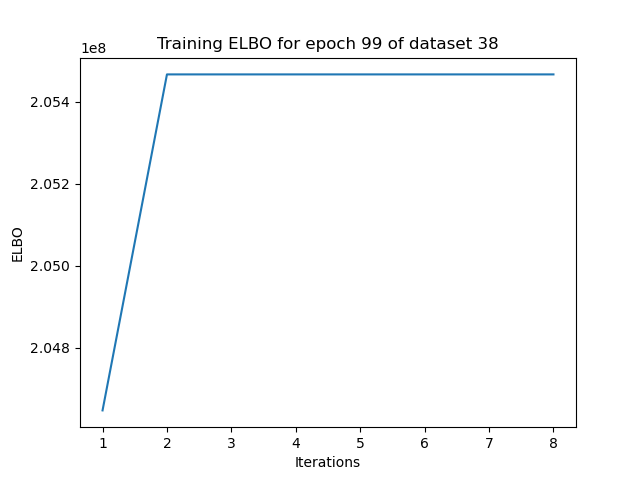 Training ELBO for epoch 99 of dataset 38
1e8
2.054
2.052
2.050
2.048
ELBO
1 2 3 4 5 6 7 8
Iterations